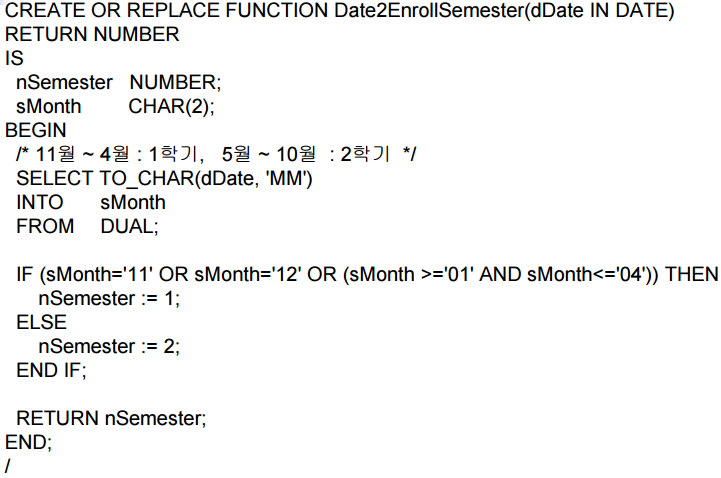 CREATE OR REPLACE FUNCTION Date2EnrollSemester(dDate IN DATE)
RETURN NUMBER
IS
nSemester NUMBER;
sMonth CHAR(2);
BEGIN
/* 11월 ~ 4월 : 1학기, 5월 ~ 10월 : 2학기 */
SELECT TO_CHAR(dDate, 'MM')
INTO sMonth
FROM DUAL;
IF (sMonth='11' OR sMonth='12' OR (sMonth >='01' AND sMonth<='04')) THEN
nSemester := 1;
ELSE
nSemester := 2;
END IF;
RETURN nSemester;
END;
/